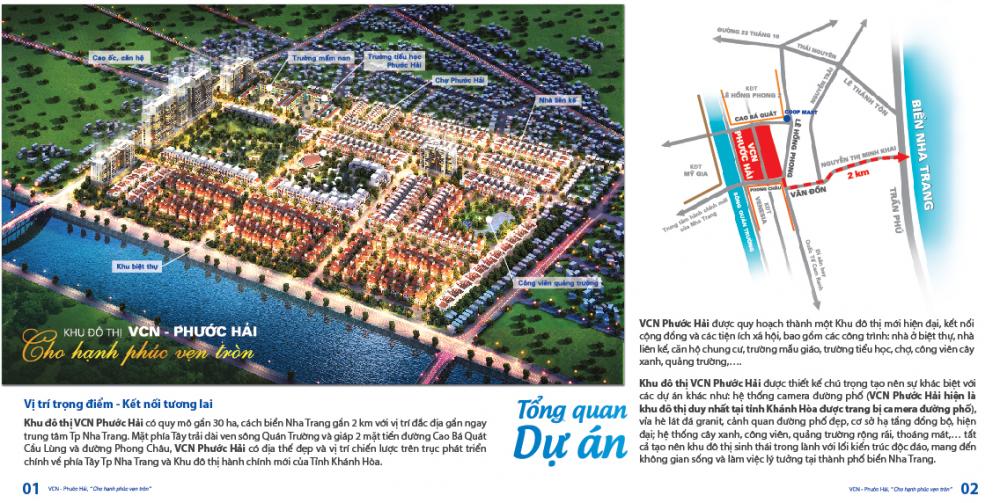 Cao ốc, căn hộ
Trường mầm nan
Trường tiểu học
Phước Hải
Chợ Phước Hải
Nhà liên kế
Khu biệt thự
Công viên quảng trường
KHU ĐÔ THỊ VCN - PHƯỚC HẢI
Cho hạnh phúc vẹn tròn
Vị trí trọng điểm - Kết nối tương lai
Khu đô thị VCN Phước Hải có quy mô gần 30 ha, cách biển Nha Trang gần 2 km với vị trí đắc địa gần ngay
trung tâm Tp Nha Trang. Mặt phía Tây trải dài ven sông Quán Trường và giáp 2 mặt tiền đường Cao Bá Quát
Cầu Lùng và đường Phong Châu, VCN Phước Hải có địa thế đẹp và vị trí chiến lược trên trục phát triển
chính về phía Tây Tp Nha Trang và Khu đô thị hành chính mới của Tỉnh Khánh Hòa.
Tổng quan
Dự án
01 VCN - Phước Hải, "Cho hạnh phúc vẹn tròn"
ĐƯỜNG 23 THÁNG 10
THÁI NGUYÊN
NGUYỄN TRÃI
LÊ THÁNH TÔN
KĐT
LÊ HỒNG PHONG 2
CAO BÁ QUÁT
COOP MART
LÊ HỒNG PHONG
VCN
PHƯỚC HẢI
KĐT
MỸ GIA
NGUYỄN THỊ MINH KHAI
2 km
BIỂN NHA TRANG
TRẦN PHÚ
VÂN ĐỒN
PHONG CHÂU
KĐT
VENESIA
SÔNG QUÁN TRƯỜNG
Trung tâm hành chính mới
của Nha Trang
Đi sân bay
Quốc Tế Cam Ranh
VCN Phước Hải được quy hoạch thành một Khu đô thị mới hiện đại, kết nối
cộng đồng và các tiện ích xã hội, bao gồm các công trình: nhà ở biệt thự, nhà
liên kế, căn hộ chung cư, trường mẫu giáo, trường tiểu học, chợ, công viên cây
xanh, quảng trường,....
Khu đô thị VCN Phước Hải được thiết kế chú trọng tạo nên sự khác biệt với
các dự án khác như: hệ thống camera đường phố (VCN Phước Hải hiện là
khu đô thị duy nhất tại tỉnh Khánh Hòa được trang bị camera đường phố),
vỉa hè lát đá granit, cảnh quan đường phố đẹp, cơ sở hạ tầng đồng bộ, hiện
đại; hệ thống cây xanh, công viên, quảng trường rộng rãi, thoáng mát,... tất
cả tạo nên khu đô thị sinh thái trong lành với lối kiến trúc độc đáo, mang đến
không gian sống và làm việc lý tưởng tại thành phố biển Nha Trang.
VCN - Phước Hải, "Cho hạnh phúc vẹn tròn" 02